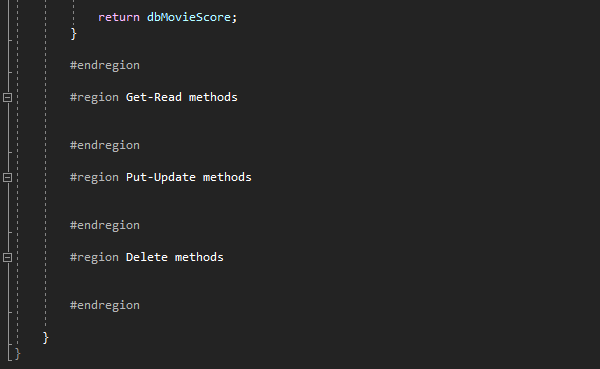 return dbMovieScore;
}
#endregion
#region Get-Read methods
#endregion
#region Put-Update methods
#endregion
#region Delete methods
#endregion
}
}